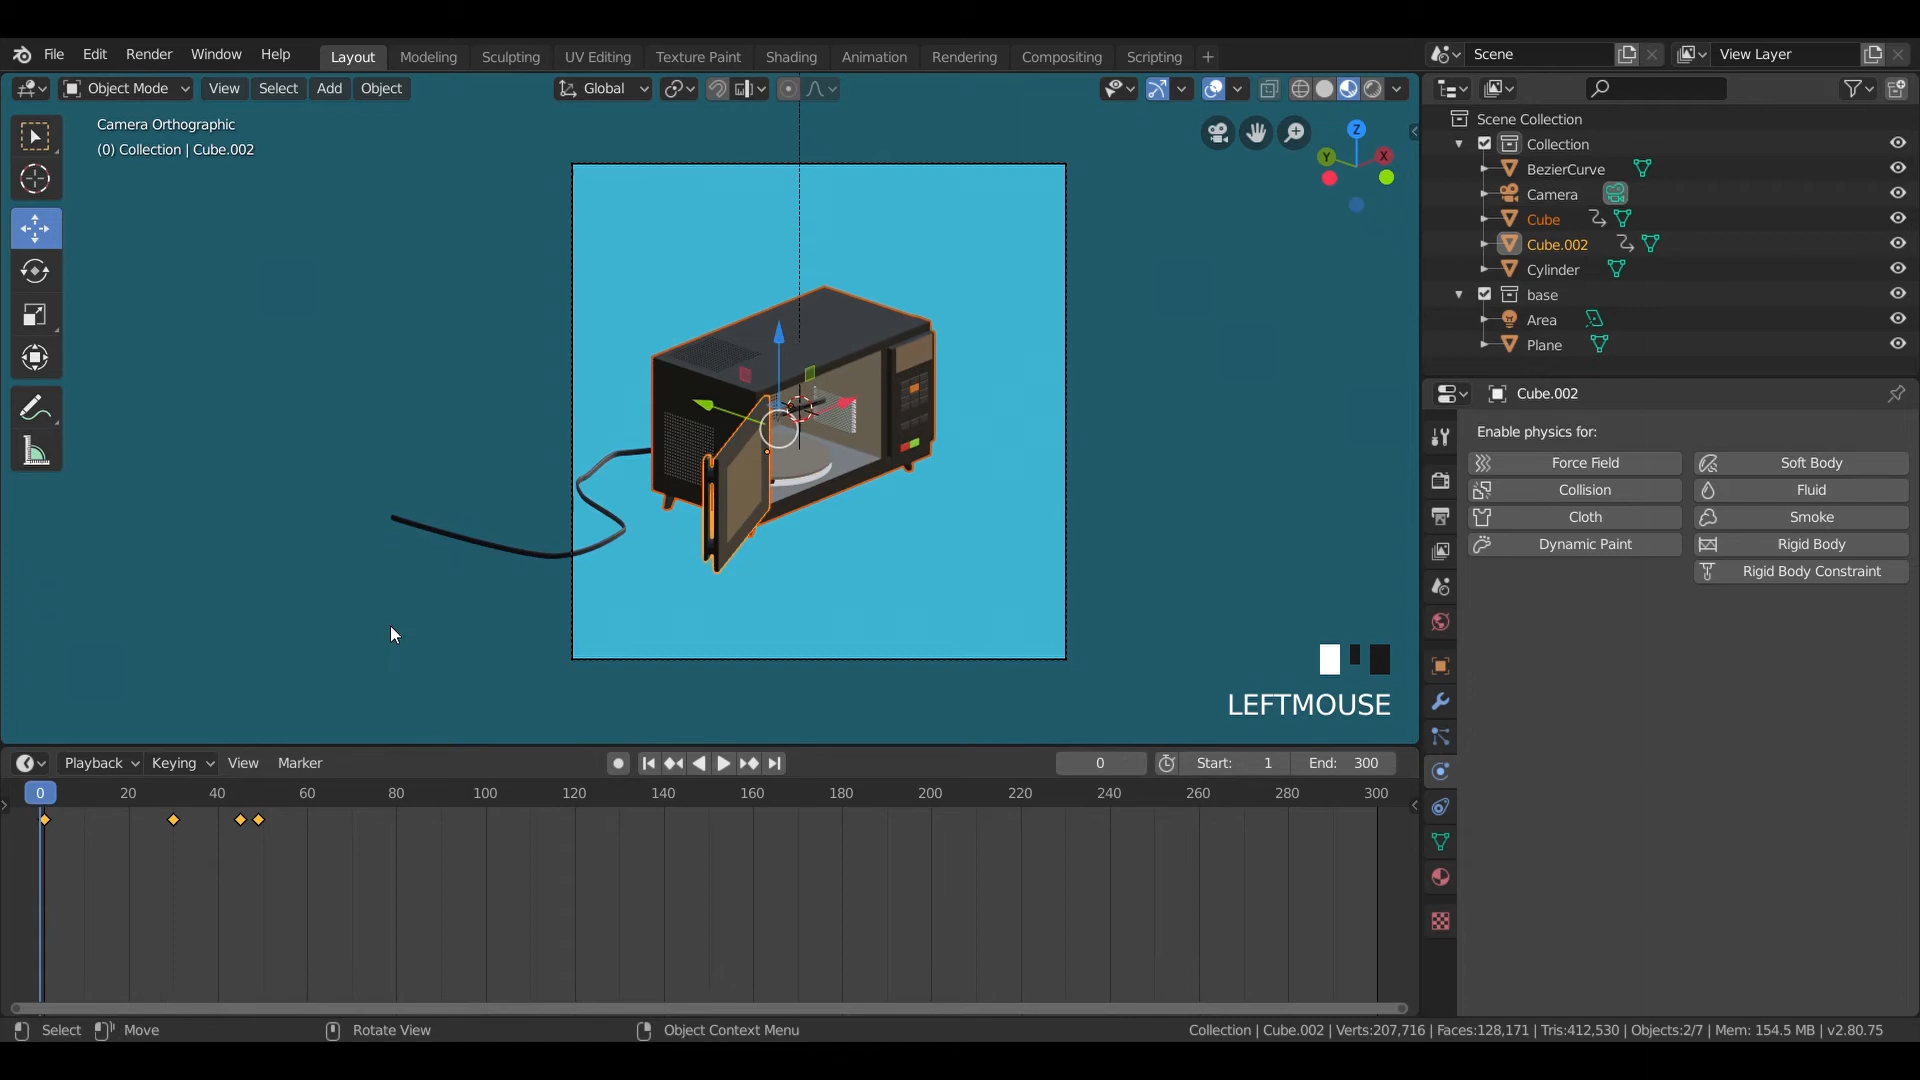 File Edit Render Window Help Layout Modeling Sculpting UV Editing Texture Paint Shading Animation Rendering Compositing Scripting + Scene View Layer
Object Mode View Select Add Object Global
Camera Orthographic
(0) Collection | Cube.002
Z
Y X
Scene Collection
Collection
BezierCurve
Camera
Cube
Cube.002
Cylinder
base
Area
Plane
Cube.002
Enable physics for:
Force Field Soft Body
Collision Fluid
Cloth Smoke
Dynamic Paint Rigid Body
Rigid Body Constraint
LEFTMOUSE
Playback Keying View Marker 0 Start: 1 End: 300
0 20 40 60 80 100 120 140 160 180 200 220 240 260 280 300
Select Move Rotate View Object Context Menu Collection | Cube.002 | Verts:207,716 | Faces:128,171 | Tris:412,530 | Objects:2/7 | Mem: 154.5 MB | v2.80.75